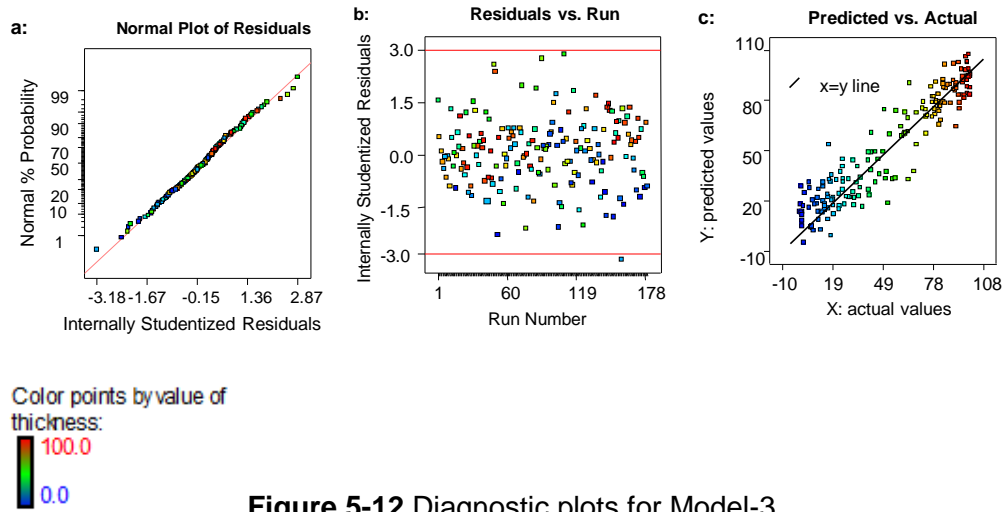 a:
Normal Plot of Residuals
Normal % Probability
99
90
70
50
20
10
1
-3.18 -1.67 -0.15 1.36 2.87
Internally Studentized Residuals
b:
Residuals vs. Run
Internally Studentized Residuals
3.0
1.5
0.0
-1.5
-3.0
1 60 119 178
Run Number
c:
Predicted vs. Actual
Y: predicted values
110
80
50
20
-10
x=y line
-10 19 49 78 108
X: actual values
Color points by value of
thickness:
100.0
0.0
Figure 5-12 Diagnostic plots for Model-3